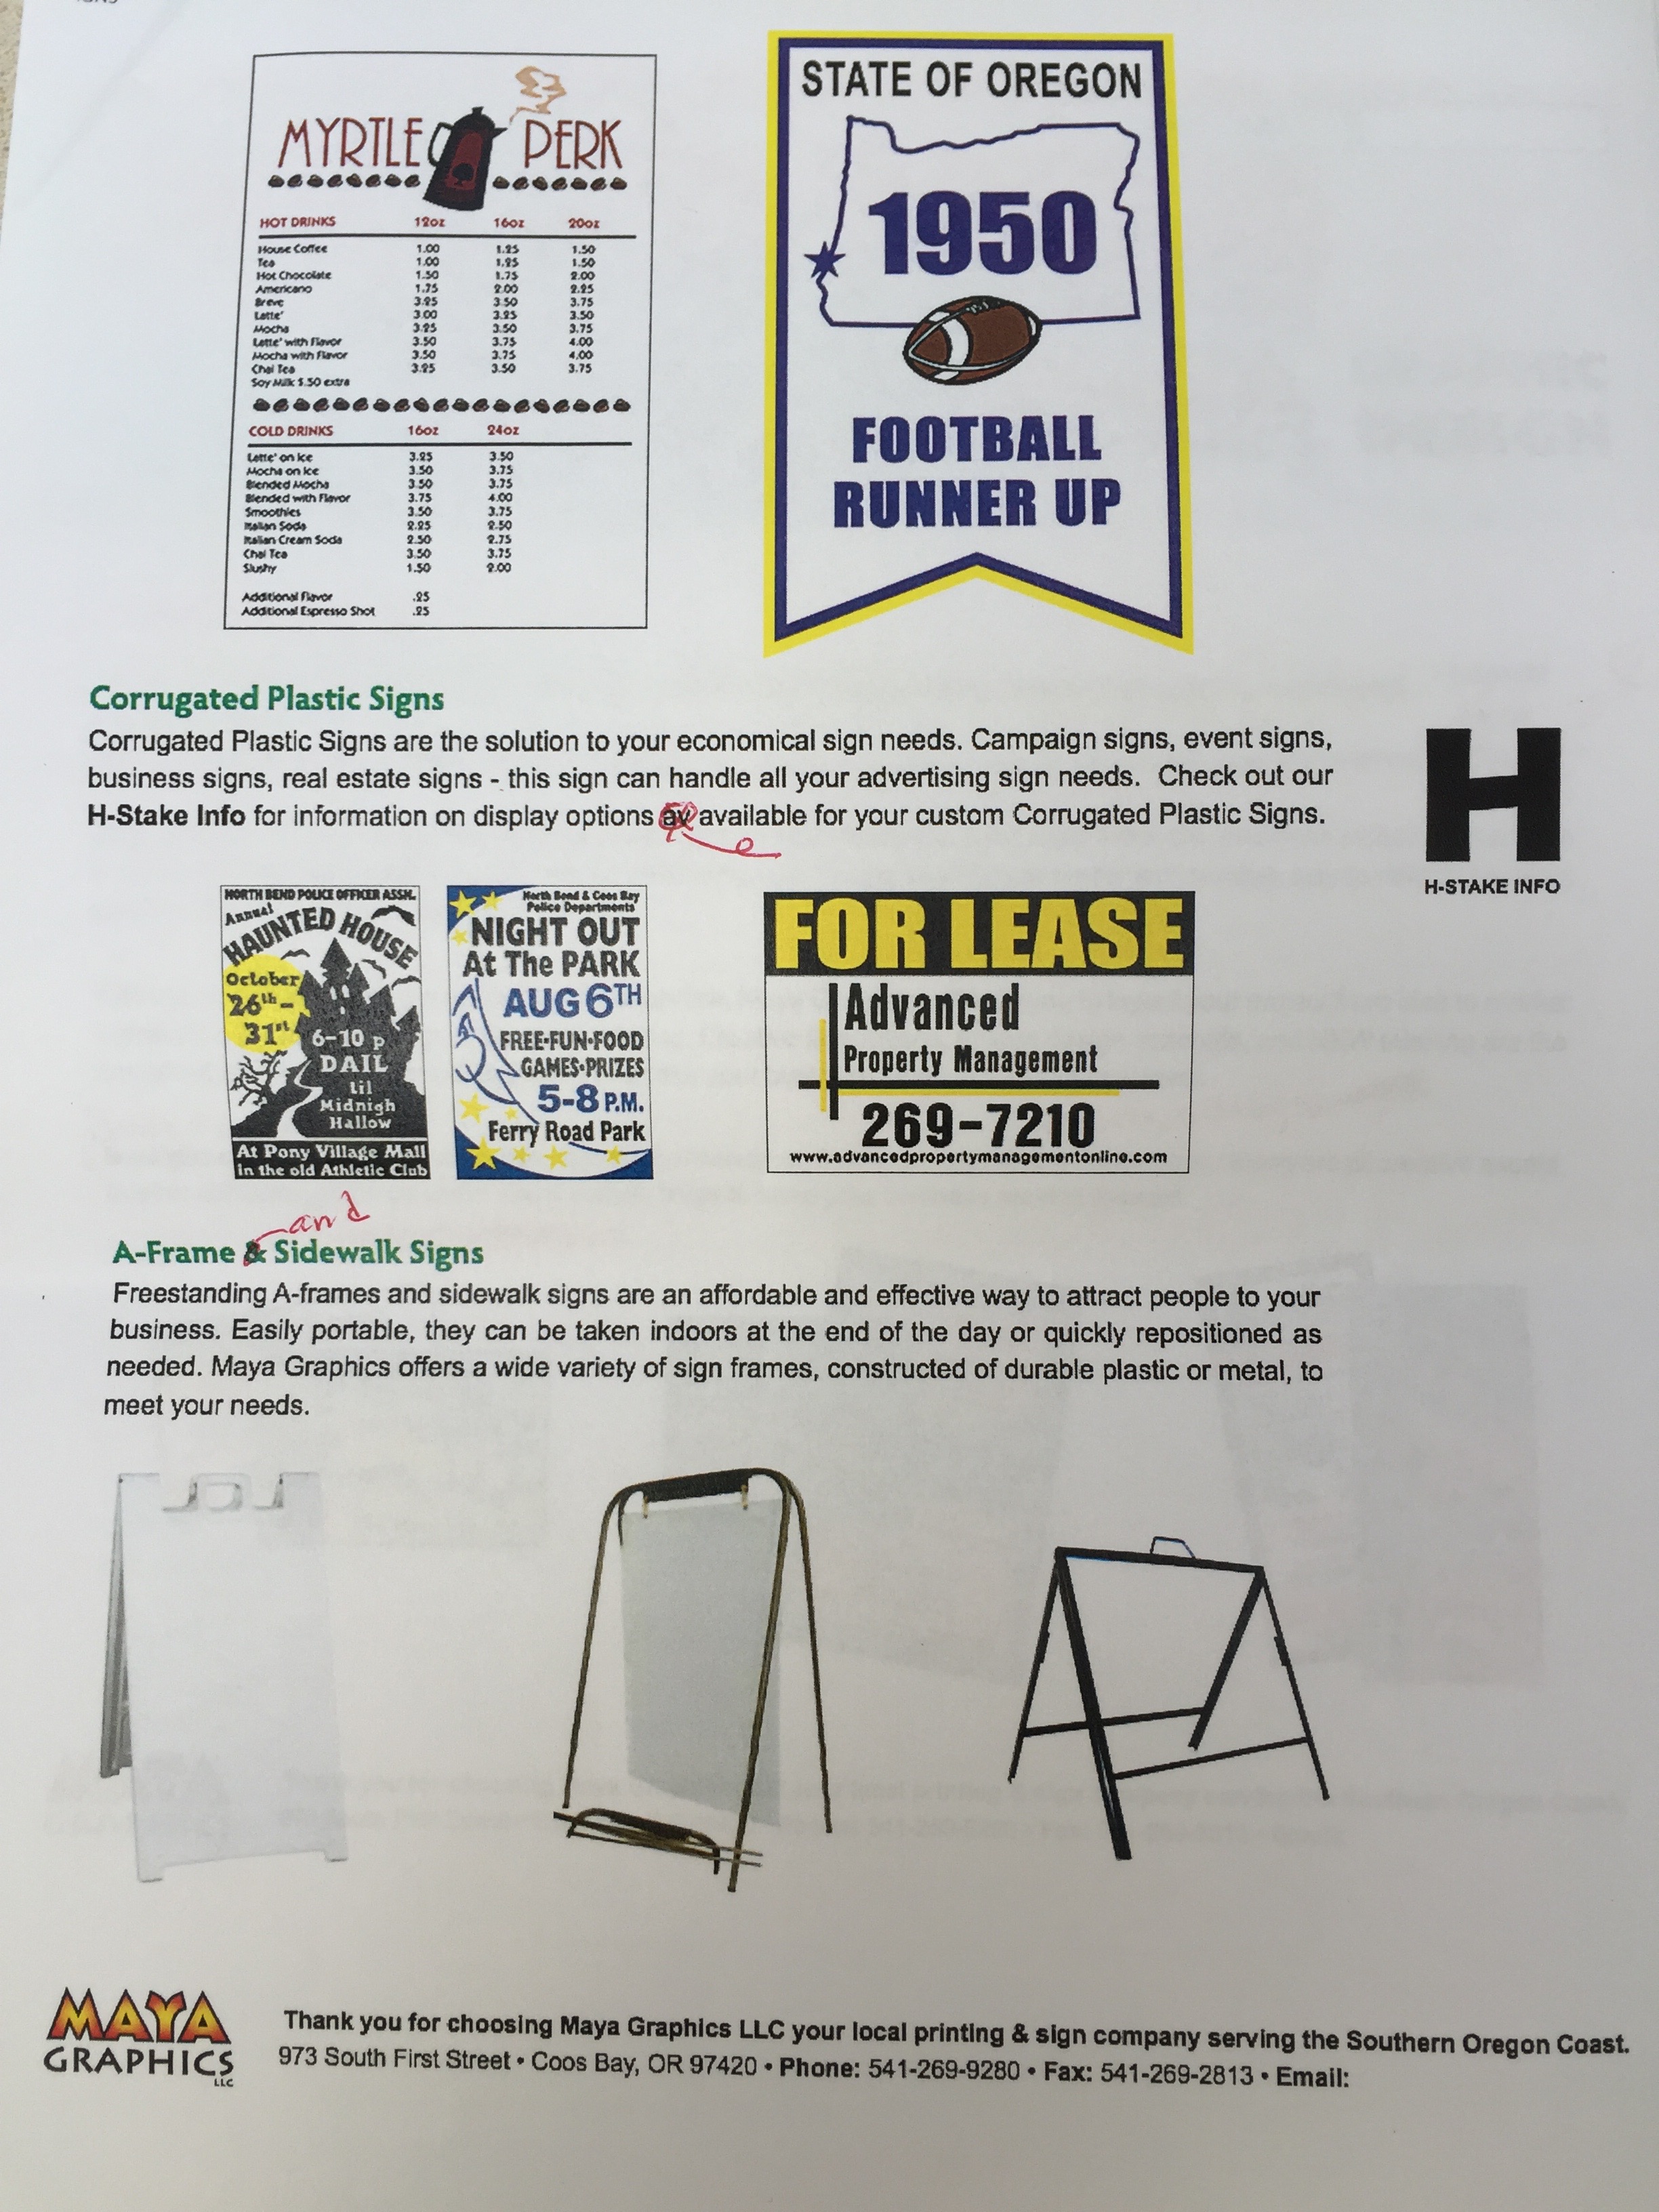 MYRTLE PERK
HOT DRINKS 12oz 16oz 20oz
House Coffee 1.00 1.25 1.50
Tea 1.00 1.25 1.50
Hot Chocolate 1.50 1.75 2.00
Americano 1.75 2.00 2.25
Breve 3.25 3.50 3.75
Latte' 3.00 3.25 3.50
Mocha 3.25 3.50 3.75
Latte' with Flavor 3.50 3.75 4.00
Mocha with Flavor 3.50 3.75 4.00
Chai Tea 3.25 3.50 3.75
Soy Milk $.50 extra
COLD DRINKS 16oz 24oz
Latte' on Ice 3.25 3.50
Mocha on Ice 3.50 3.75
Blended Mocha 3.50 3.75
Blended with Flavor 3.75 4.00
Smoothies 3.50 3.75
Italian Soda 2.25 2.50
Italian Cream Soda 2.50 2.75
Chai Tea 3.50 3.75
Slushy 1.50 2.00
Additional Flavor .25
Additional Espresso Shot .25
STATE OF OREGON
1950
FOOTBALL
RUNNER UP
Corrugated Plastic Signs
Corrugated Plastic Signs are the solution to your economical sign needs. Campaign signs, event signs,
business signs, real estate signs - this sign can handle all your advertising sign needs. Check out our
H-Stake Info for information on display options av available for your custom Corrugated Plastic Signs.
H
H-STAKE INFO
NORTH BEND POLICE OFFICER ASSN.
Annual
HAUNTED HOUSE
October
26th-
31st
6-10 p
DAIL
Lil
Midnigh
Hallow
At Pony Village Mall
in the old Athletic Club
North Bend & Coos Bay
Police Departments'
NIGHT OUT
At The PARK
AUG 6TH
FREE•FUN•FOOD
GAMES•PRIZES
5-8 P.M.
Ferry Road Park
FOR LEASE
Advanced
Property Management
269-7210
www.advancedpropertymanagementonline.com
and
A-Frame & Sidewalk Signs
Freestanding A-frames and sidewalk signs are an affordable and effective way to attract people to your
business. Easily portable, they can be taken indoors at the end of the day or quickly repositioned as
needed. Maya Graphics offers a wide variety of sign frames, constructed of durable plastic or metal, to
meet your needs.
MAYA
GRAPHICS
LLC
Thank you for choosing Maya Graphics LLC your local printing & sign company serving the Southern Oregon Coast.
973 South First Street • Coos Bay, OR 97420 • Phone: 541-269-9280 • Fax: 541-269-2813 • Email: